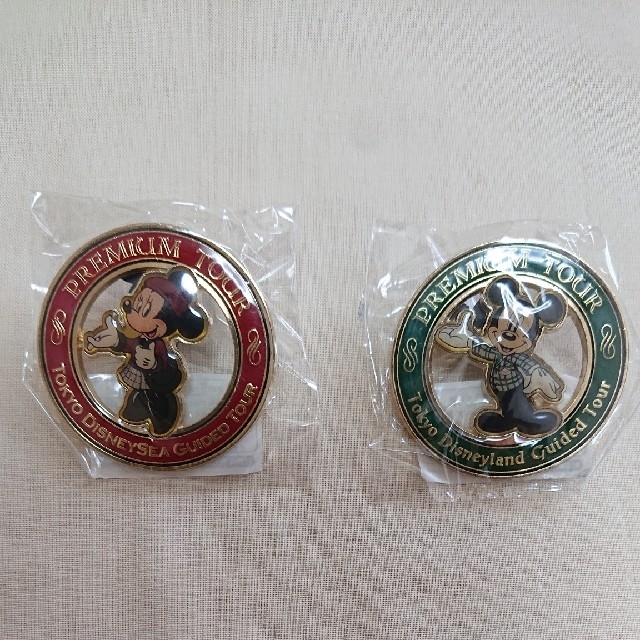 PREMIUM TOUR
TOKYO DISNEYSEA GUIDED TOUR
PREMIUM TOUR
Tokyo Disneyland Guided Tour